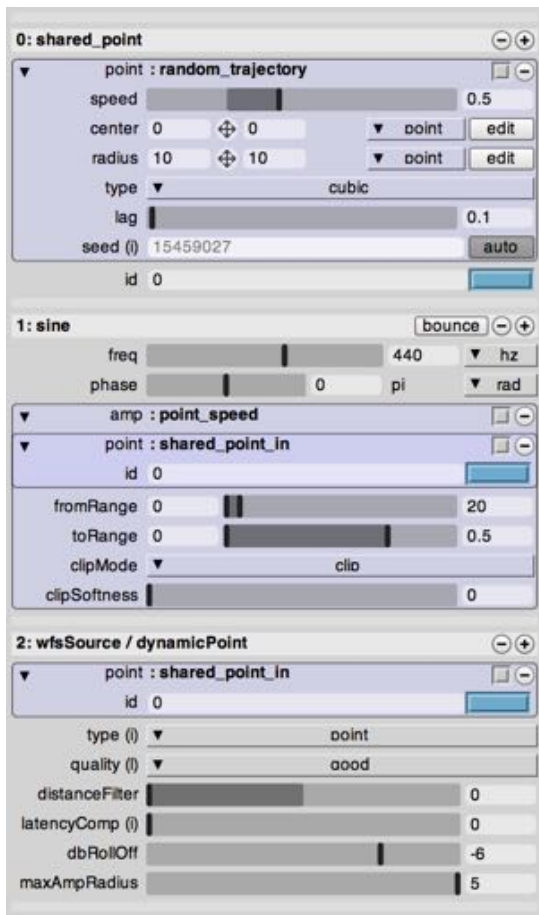 0: shared_point
point : random_trajectory
speed 0.5
center 0 0 point edit
radius 10 10 point edit
type cubic
lag 0.1
seed (i) 15459027 auto
id 0
1: sine bounce
freq 440 hz
phase 0 pi rad
amp : point_speed
point : shared_point_in
id 0
fromRange 0 20
toRange 0 0.5
clipMode clip
clipSoftness 0
2: wfsSource / dynamicPoint
point : shared_point_in
id 0
type (i) point
quality (i) good
distanceFilter 0
latencyComp (i) 0
dbRollOff -6
maxAmpRadius 5